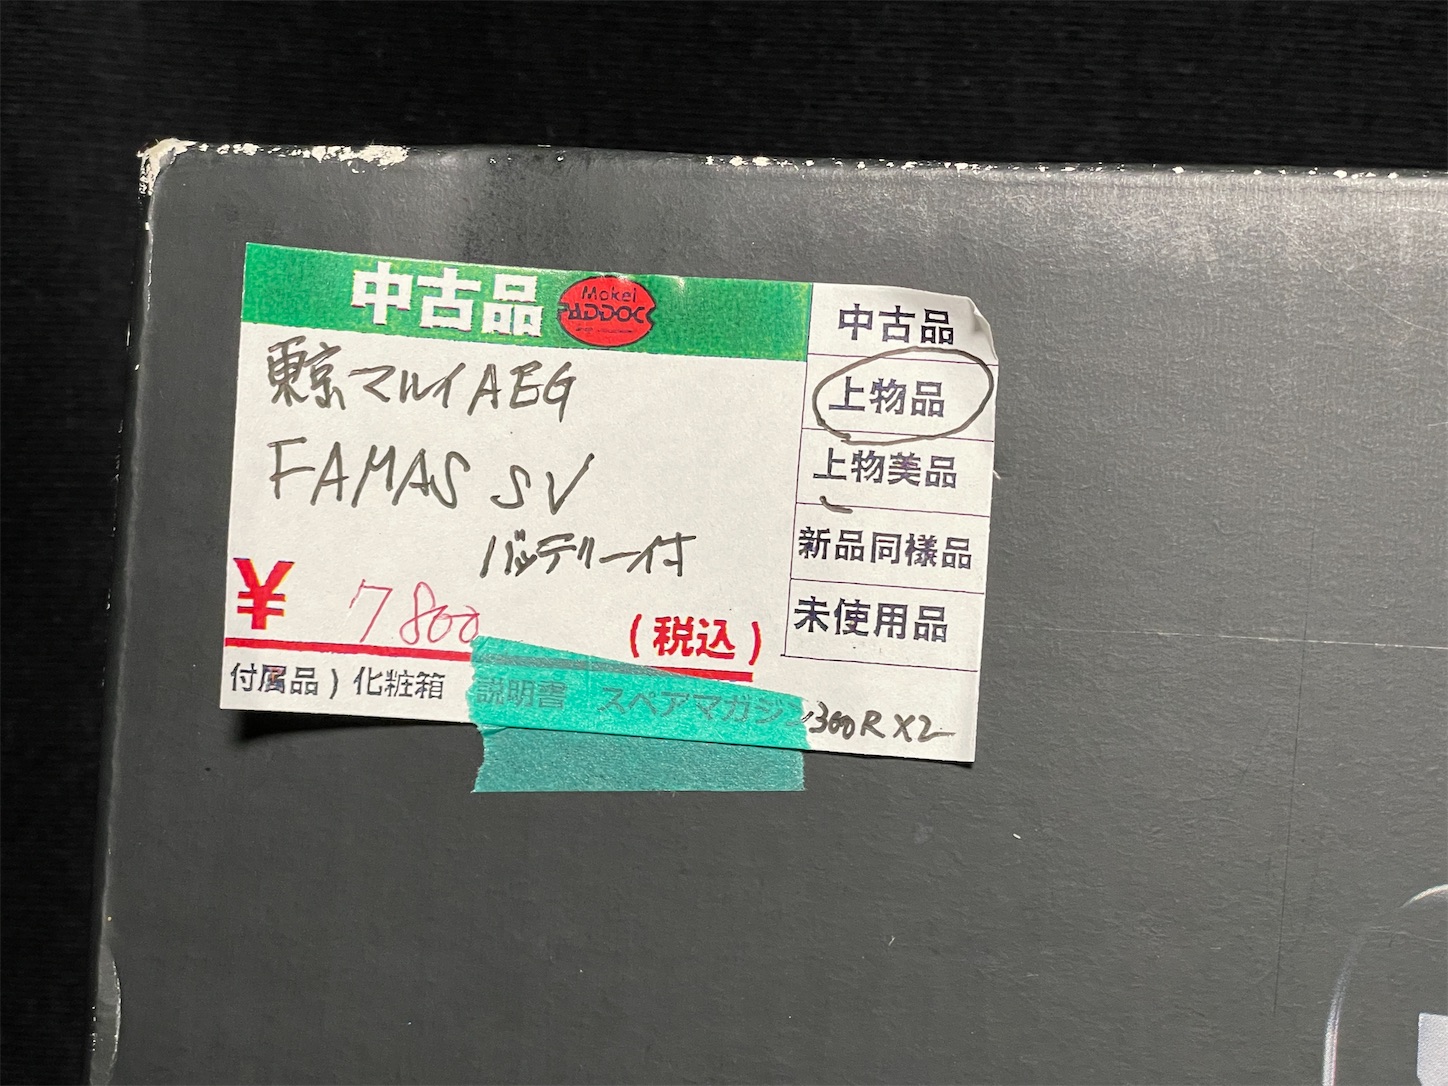 中古品 Mokei PADDOC
東京マルイAEG
FAMAS SV
バッテリー付
¥ 7800 (税込)
付属品) 化粧箱 説明書 スペアマガジン 300R X2
中古品
上物品
上物美品
新品同様品
未使用品